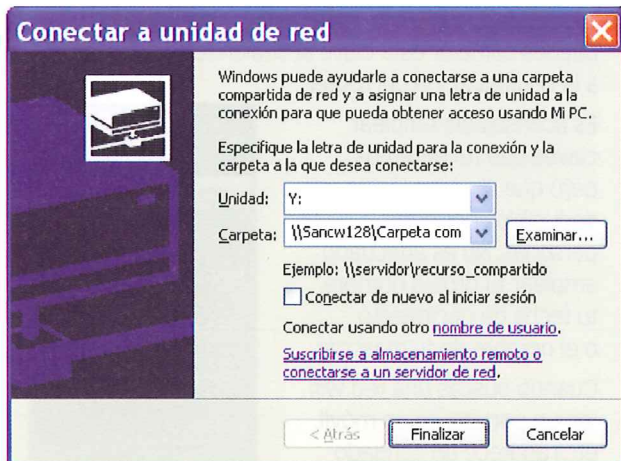 Conectar a unidad de red
Windows puede ayudarle a conectarse a una carpeta
compartida de red y a asignar una letra de unidad a la
conexión para que pueda obtener acceso usando Mi PC.
Especifique la letra de unidad para la conexión y la
carpeta a la que desea conectarse:
Unidad: Y:
Carpeta: \\Sancw128\Carpeta com Examinar...
Ejemplo: \\servidor\recurso_compartido
Conectar de nuevo al iniciar sesión
Conectar usando otro nombre de usuario.
Suscribirse a almacenamiento remoto o
conectarse a un servidor de red.
< Atrás Finalizar Cancelar